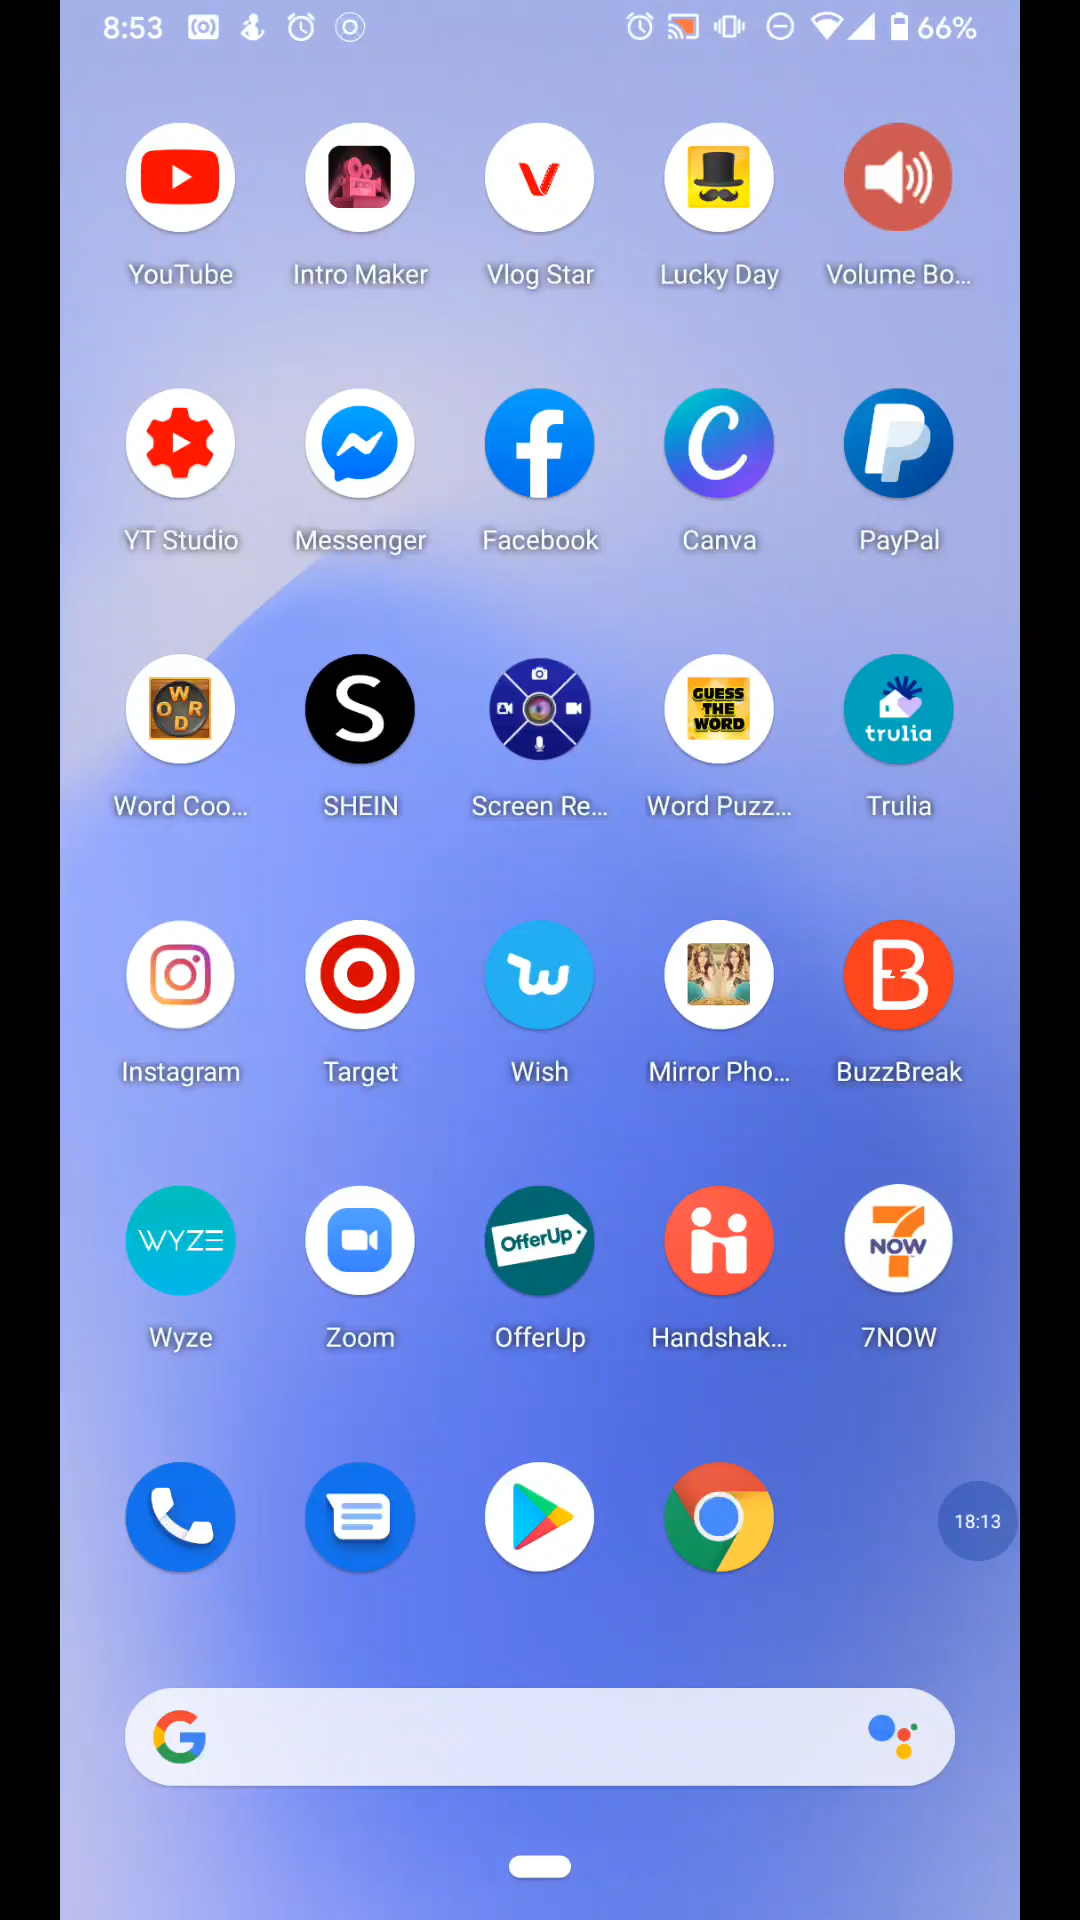 8:53 66%
YouTube Intro Maker Vlog Star Lucky Day Volume Bo...
YT Studio Messenger Facebook Canva PayPal
WORD
S
GUESS THE WORD
trulia
Word Coo... SHEIN Screen Re... Word Puzz... Trulia
Instagram Target Wish Mirror Pho... BuzzBreak
WYZE
OfferUp
7 NOW
Wyze Zoom OfferUp Handshak... 7NOW
18:13